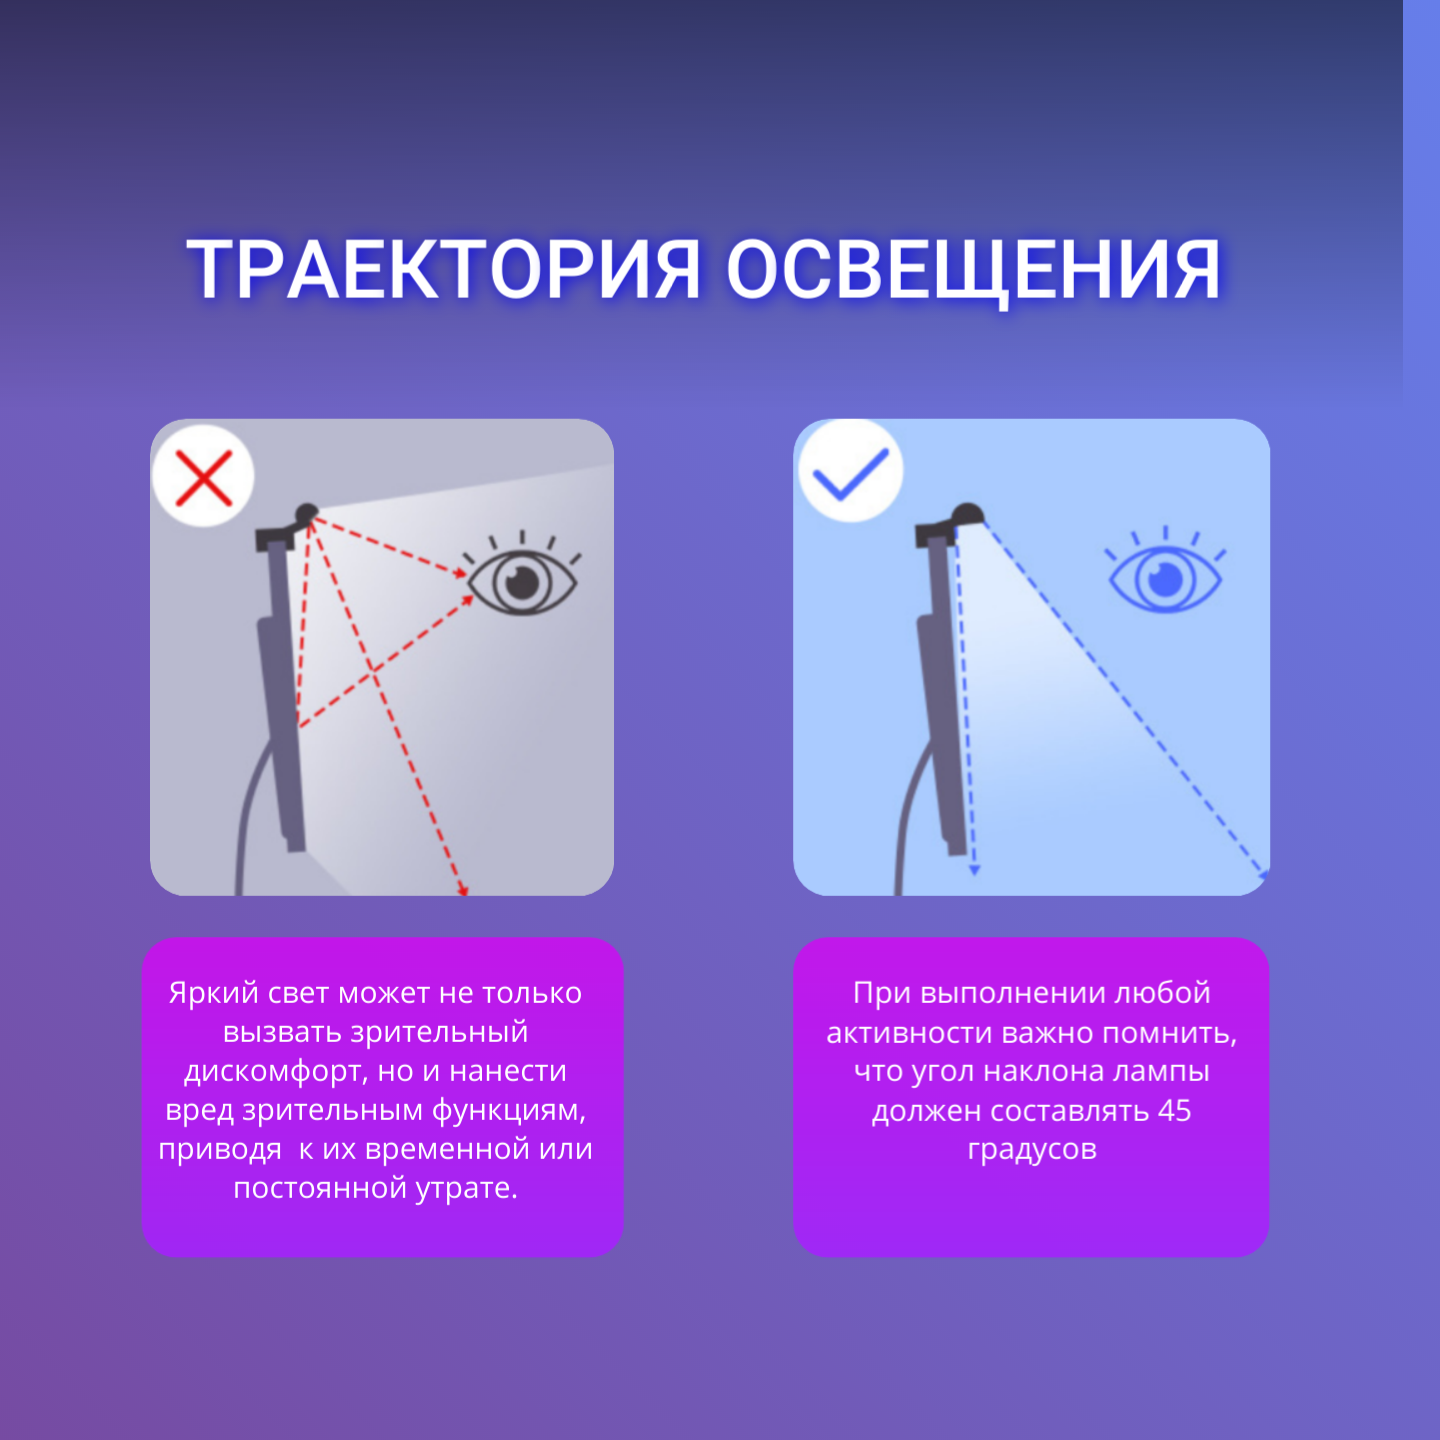 ТРАЕКТОРИЯ ОСВЕЩЕНИЯ
Яркий свет может не только
вызвать зрительный
дискомфорт, но и нанести
вред зрительным функциям,
приводя  к их временной или
постоянной утрате.
При выполнении любой
активности важно помнить,
что угол наклона лампы
должен составлять 45
градусов